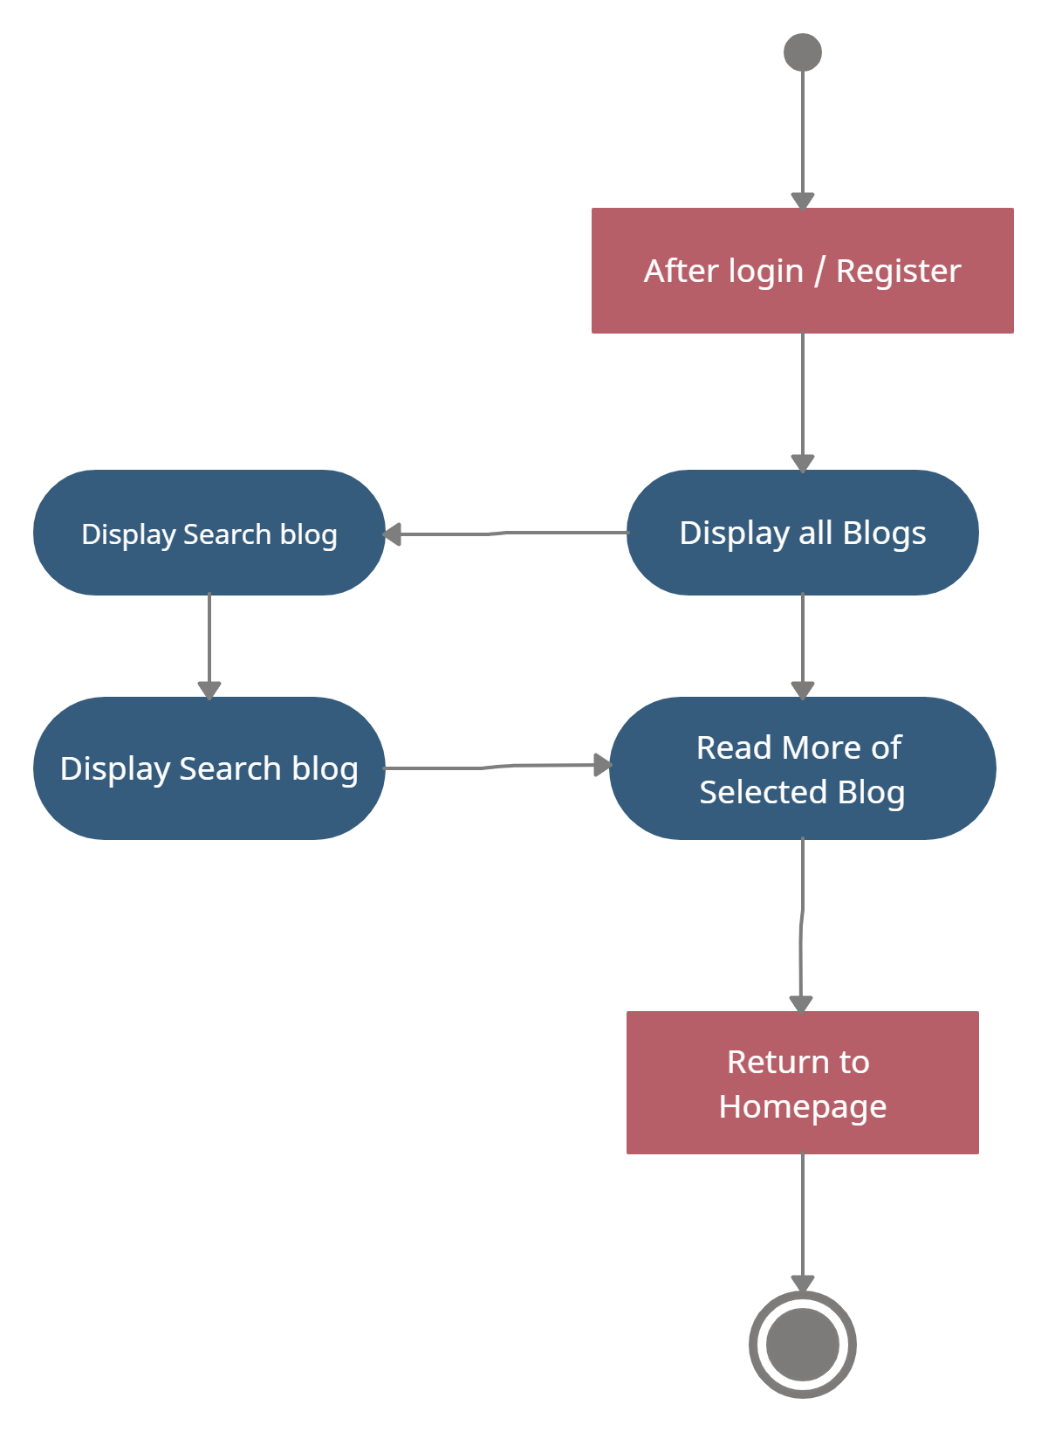 After login / Register
Display Search blog
Display all Blogs
Display Search blog
Read More of
Selected Blog
Return to
Homepage